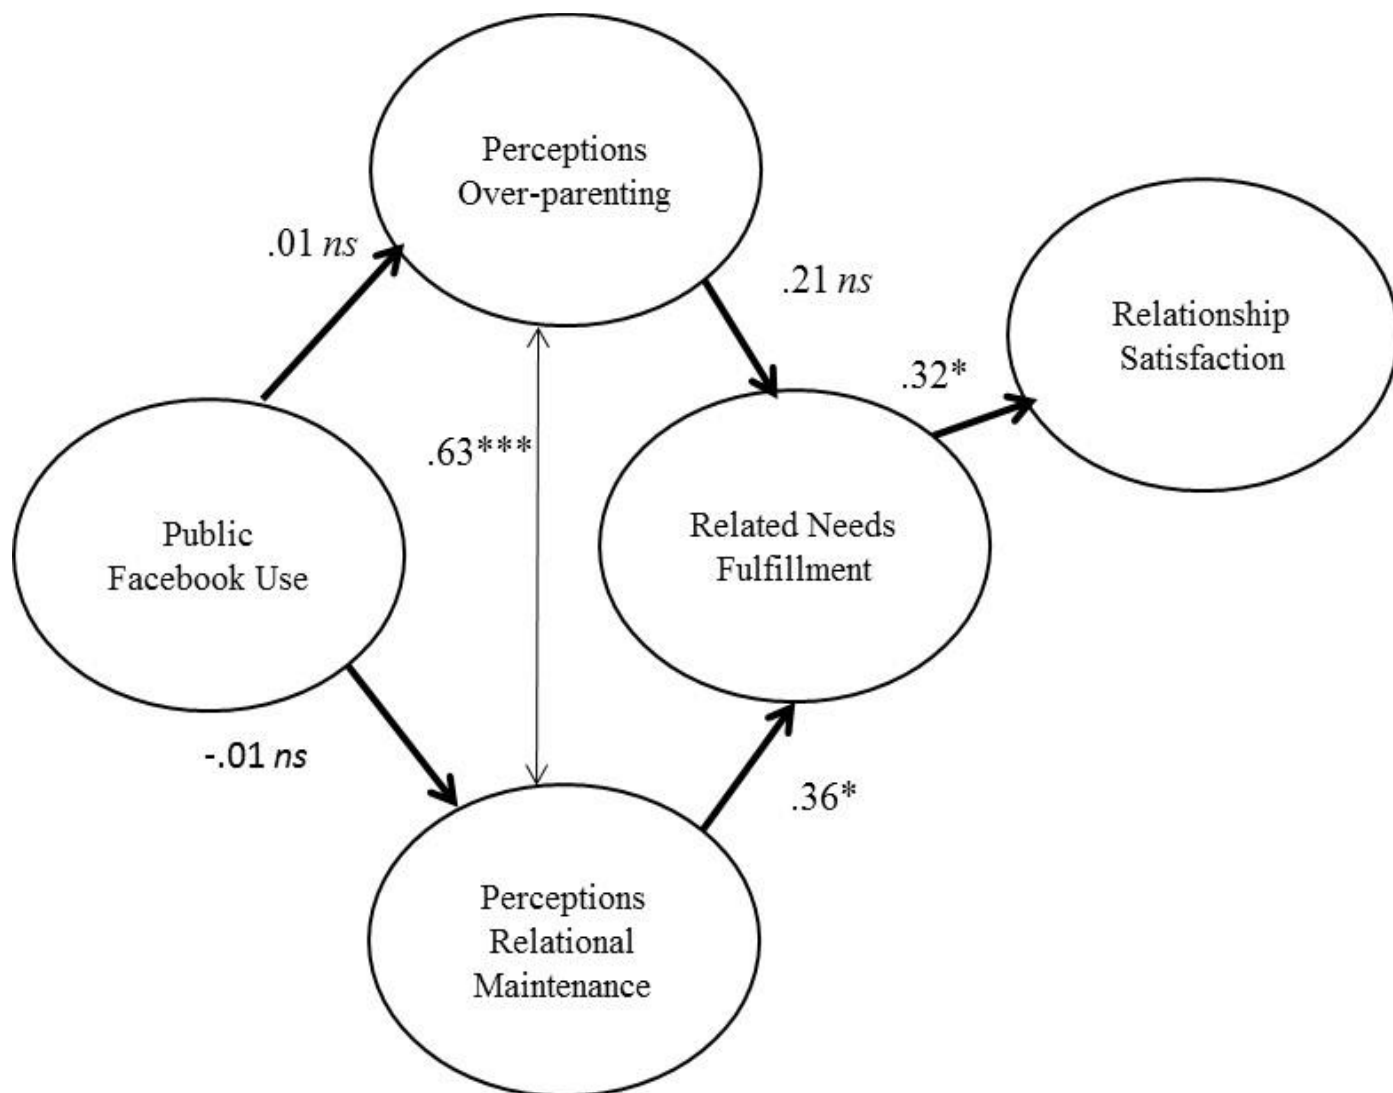 Perceptions
Over-parenting
.01 ns
.21 ns
Relationship
Satisfaction
.32*
.63***
Public
Facebook Use
Related Needs
Fulfillment
-.01 ns
.36*
Perceptions
Relational
Maintenance